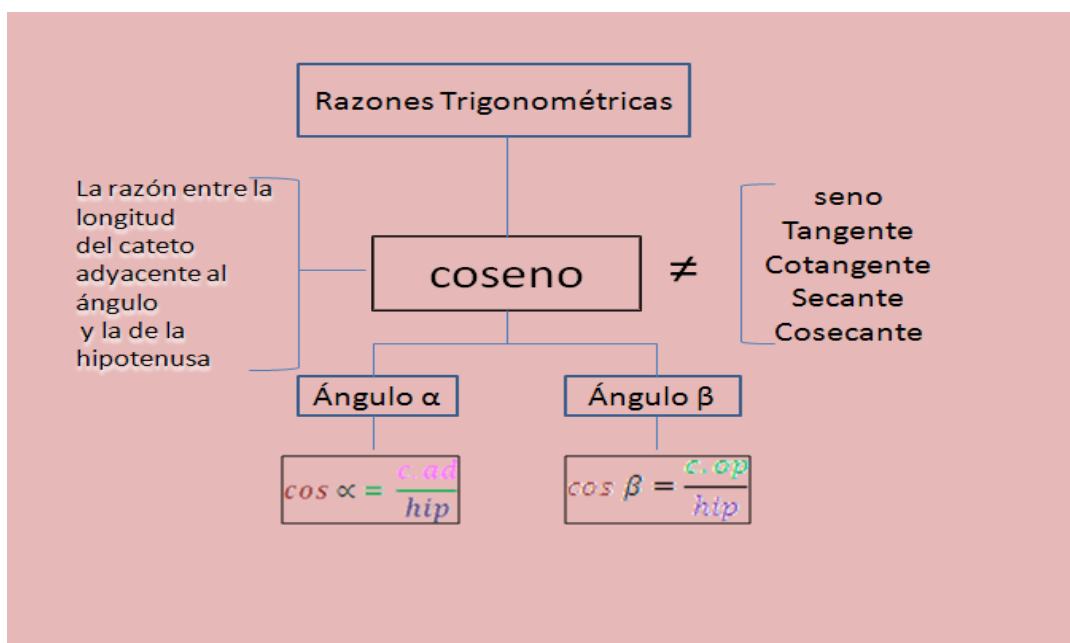 Razones Trigonométricas
La razón entre la
longitud
del cateto
adyacente al
ángulo
y la de la
hipotenusa
coseno
≠
seno
Tangente
Cotangente
Secante
Cosecante
Ángulo α
Ángulo β
cos ∝ = c.ad/hip
cos β = c.op/hip